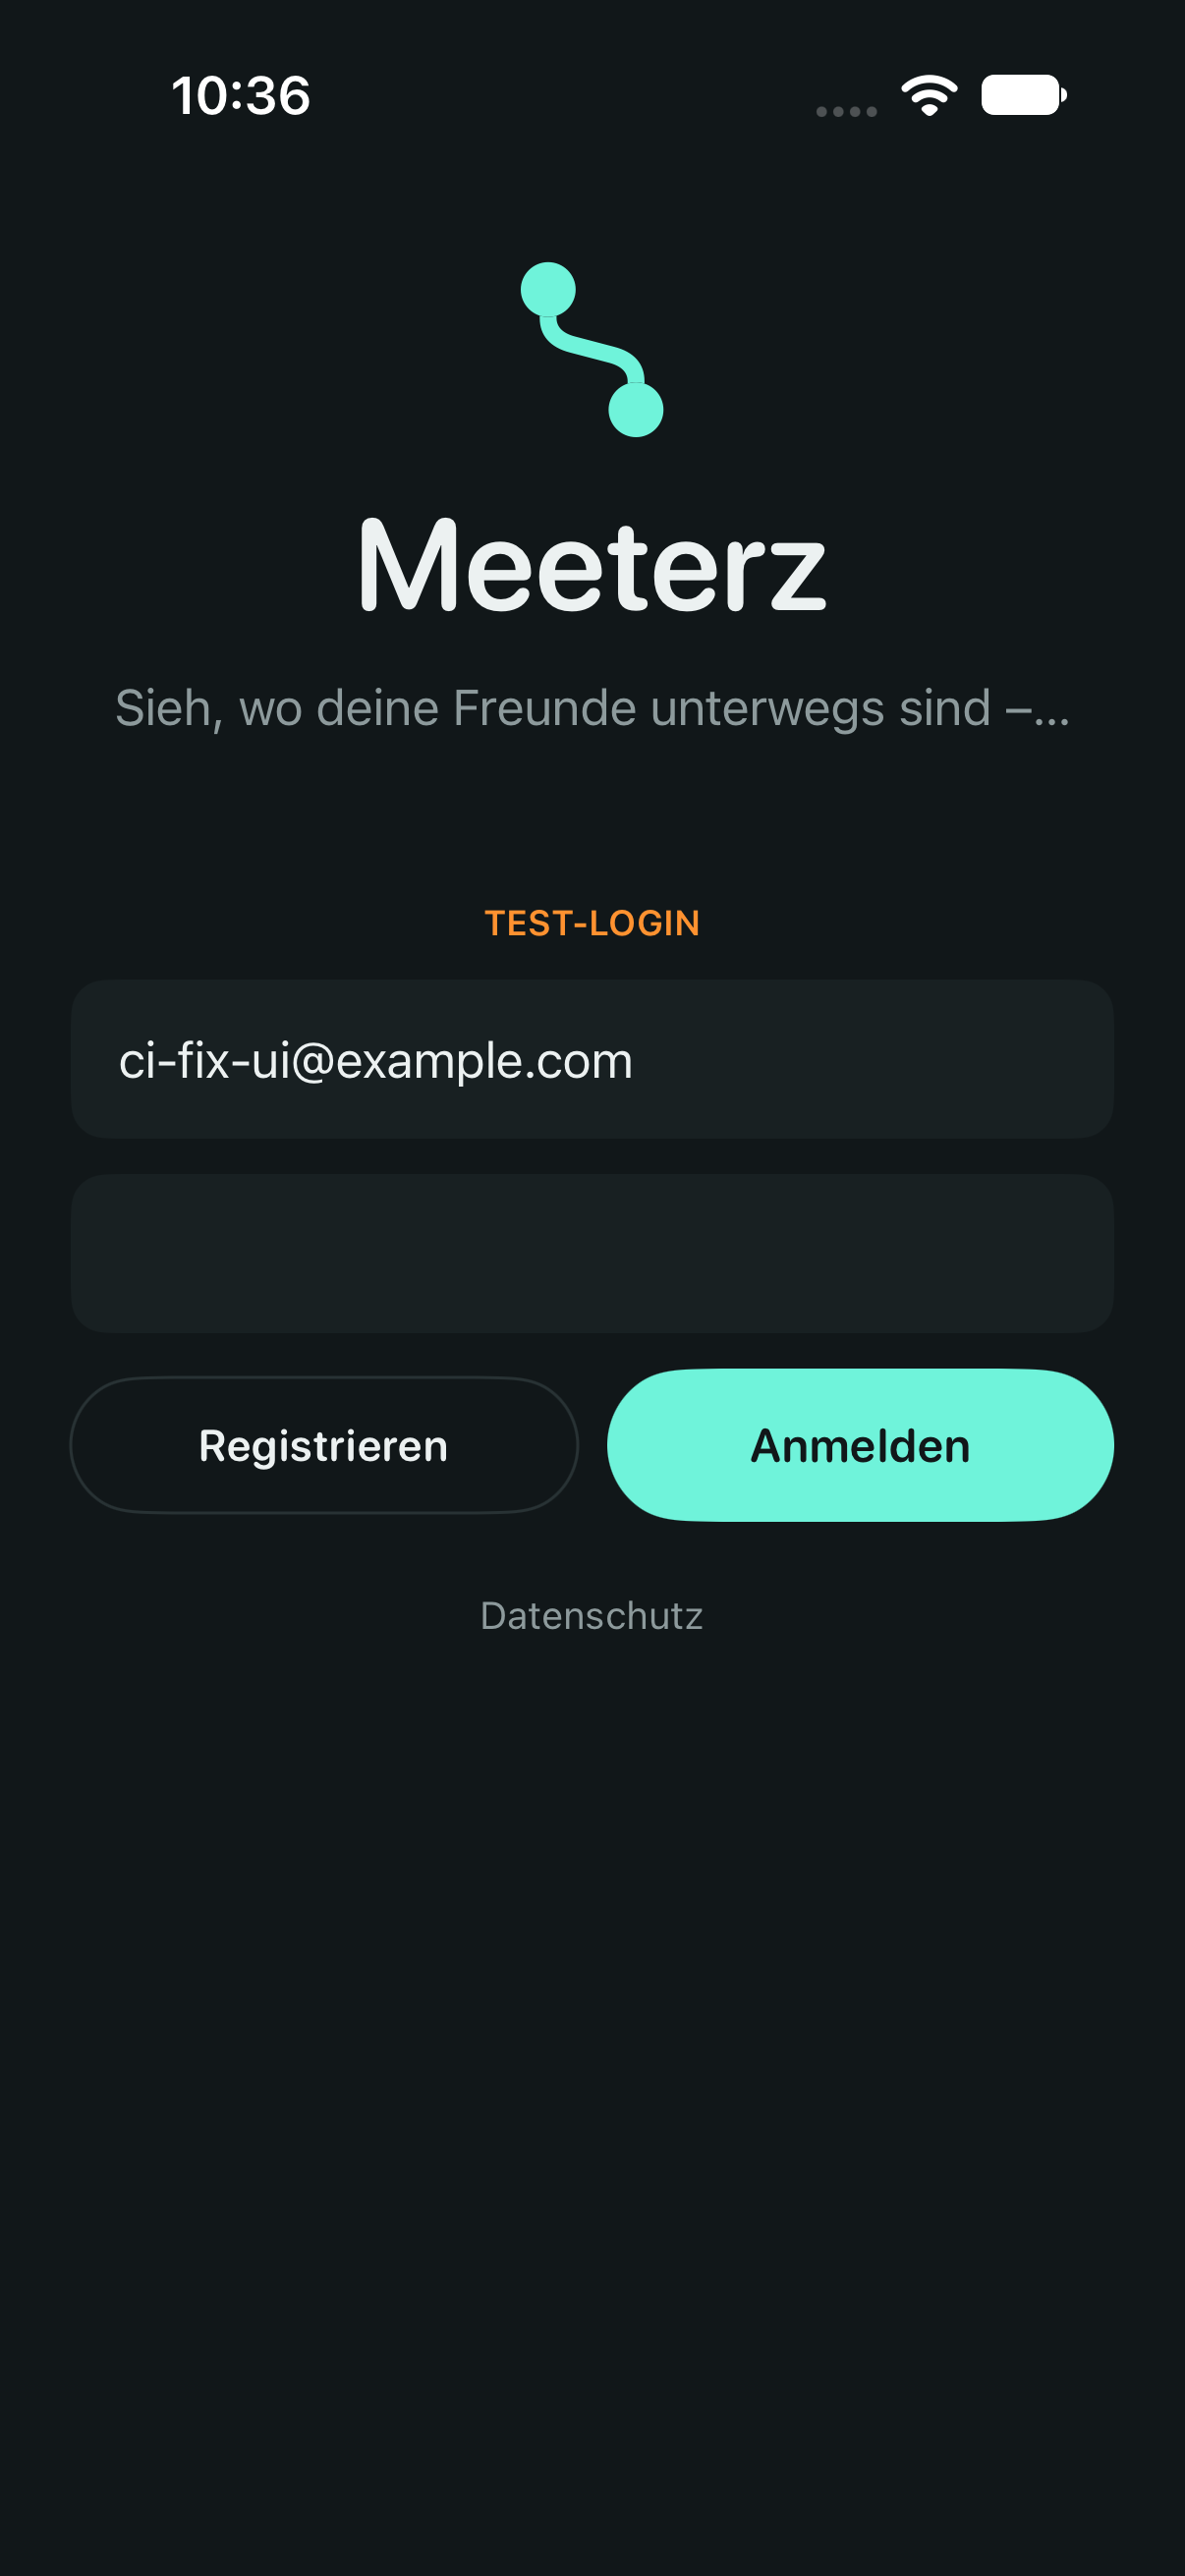 10:36
Meeterz
Sieh, wo deine Freunde unterwegs sind –...
TEST-LOGIN
ci-fix-ui@example.com
Registrieren
Anmelden
Datenschutz